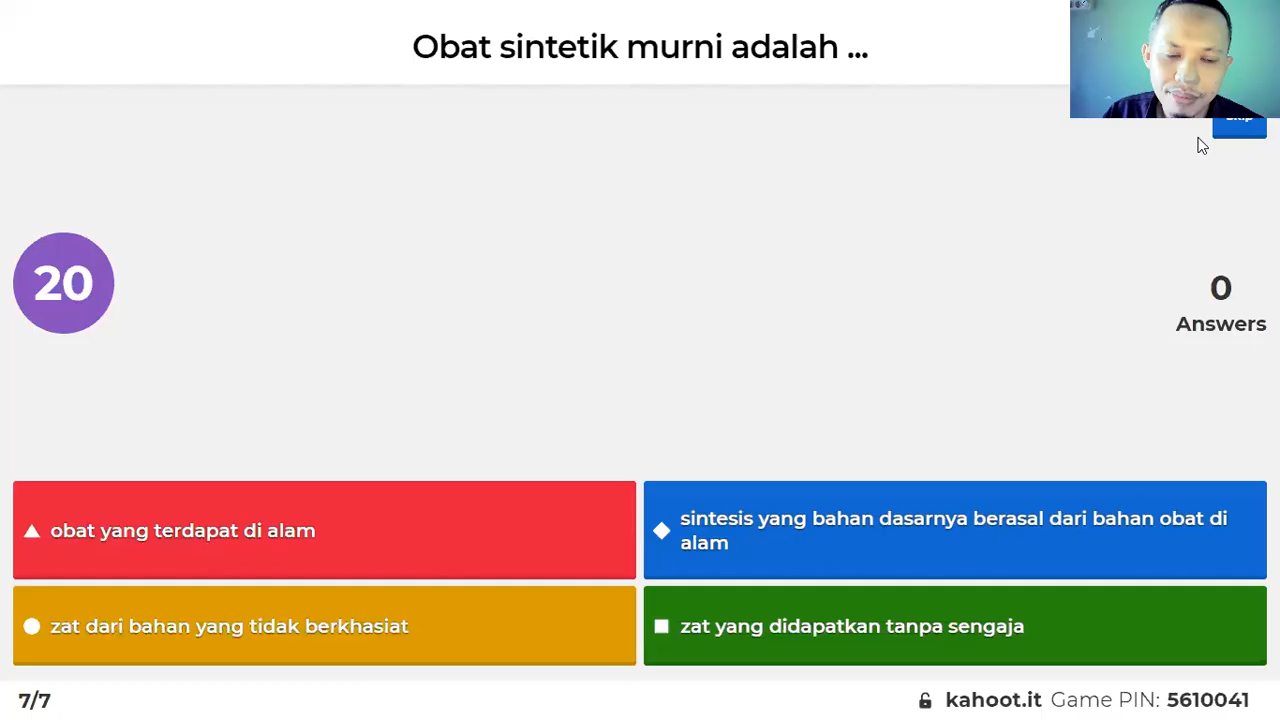 Obat sintetik murni adalah ...
20
0
Answers
obat yang terdapat di alam
sintesis yang bahan dasarnya berasal dari bahan obat di
alam
zat dari bahan yang tidak berkhasiat
zat yang didapatkan tanpa sengaja
7/7
kahoot.it Game PIN: 5610041